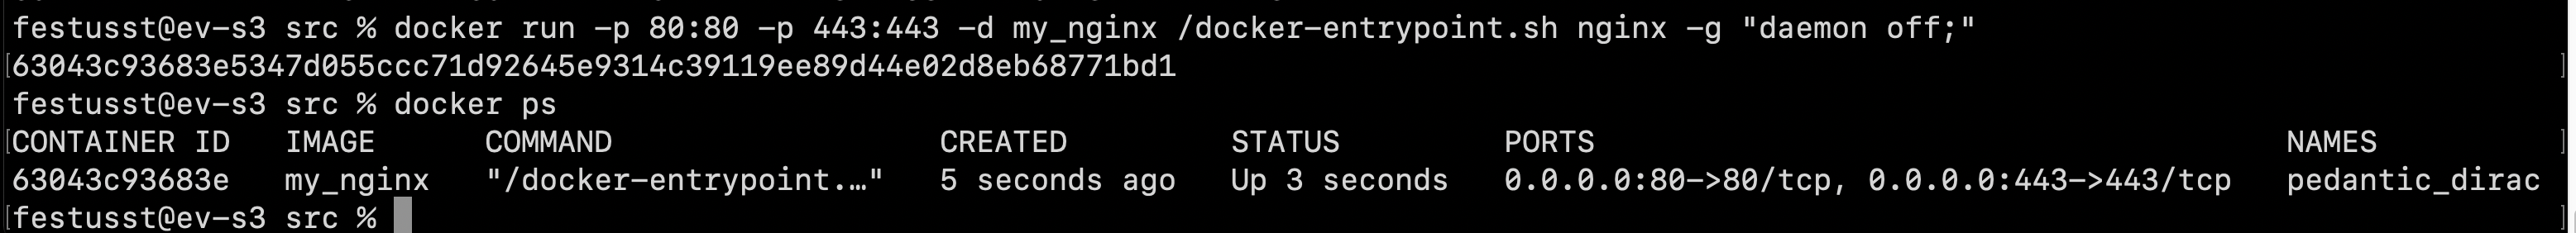 festusst@ev-s3 src % docker run -p 80:80 -p 443:443 -d my_nginx /docker-entrypoint.sh nginx -g "daemon off;"
[63043c93683e5347d055ccc71d92645e9314c39119ee89d44e02d8eb68771bd1 ]
festusst@ev-s3 src % docker ps
[CONTAINER ID   IMAGE      COMMAND                  CREATED         STATUS         PORTS                                      NAMES ]
63043c93683e   my_nginx   "/docker-entrypoint.…"   5 seconds ago   Up 3 seconds   0.0.0.0:80->80/tcp, 0.0.0.0:443->443/tcp   pedantic_dirac
[festusst@ev-s3 src % ]